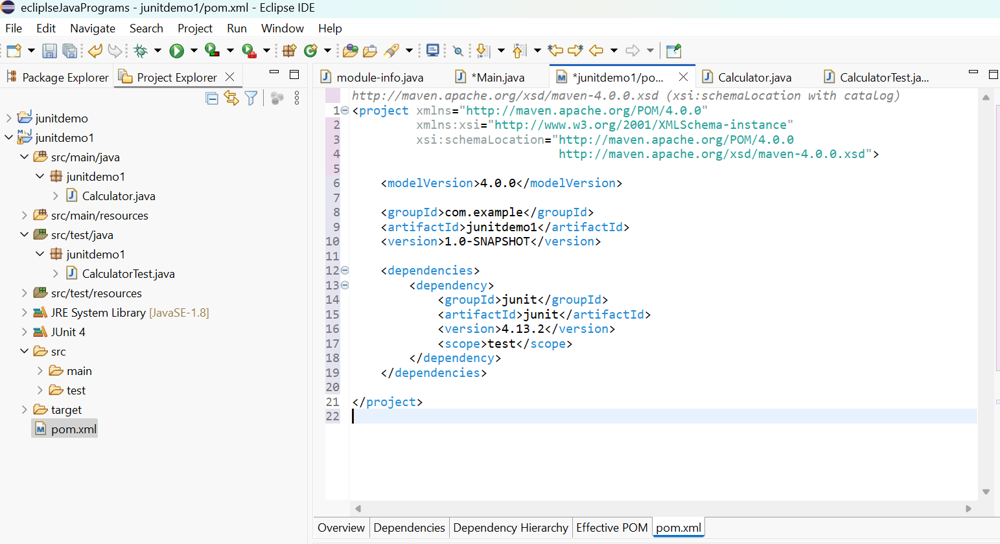 ecliplseJavaPrograms - junitdemo1/pom.xml - Eclipse IDE
File Edit Navigate Search Project Run Window Help
Package Explorer
Project Explorer
junitdemo
junitdemo1
src/main/java
junitdemo1
Calculator.java
src/main/resources
src/test/java
junitdemo1
CalculatorTest.java
src/test/resources
JRE System Library [JavaSE-1.8]
JUnit 4
src
main
test
target
pom.xml
module-info.java
*Main.java
*junitdemo1/po...
Calculator.java
CalculatorTest.ja...
http://maven.apache.org/xsd/maven-4.0.0.xsd (xsi:schemaLocation with catalog)
1 <project xmlns="http://maven.apache.org/POM/4.0.0"
2 xmlns:xsi="http://www.w3.org/2001/XMLSchema-instance"
3 xsi:schemaLocation="http://maven.apache.org/POM/4.0.0
4 http://maven.apache.org/xsd/maven-4.0.0.xsd">
5
6 <modelVersion>4.0.0</modelVersion>
7
8 <groupId>com.example</groupId>
9 <artifactId>junitdemo1</artifactId>
10 <version>1.0-SNAPSHOT</version>
11
12 <dependencies>
13 <dependency>
14 <groupId>junit</groupId>
15 <artifactId>junit</artifactId>
16 <version>4.13.2</version>
17 <scope>test</scope>
18 </dependency>
19 </dependencies>
20
21 </project>
22
Overview Dependencies Dependency Hierarchy Effective POM pom.xml